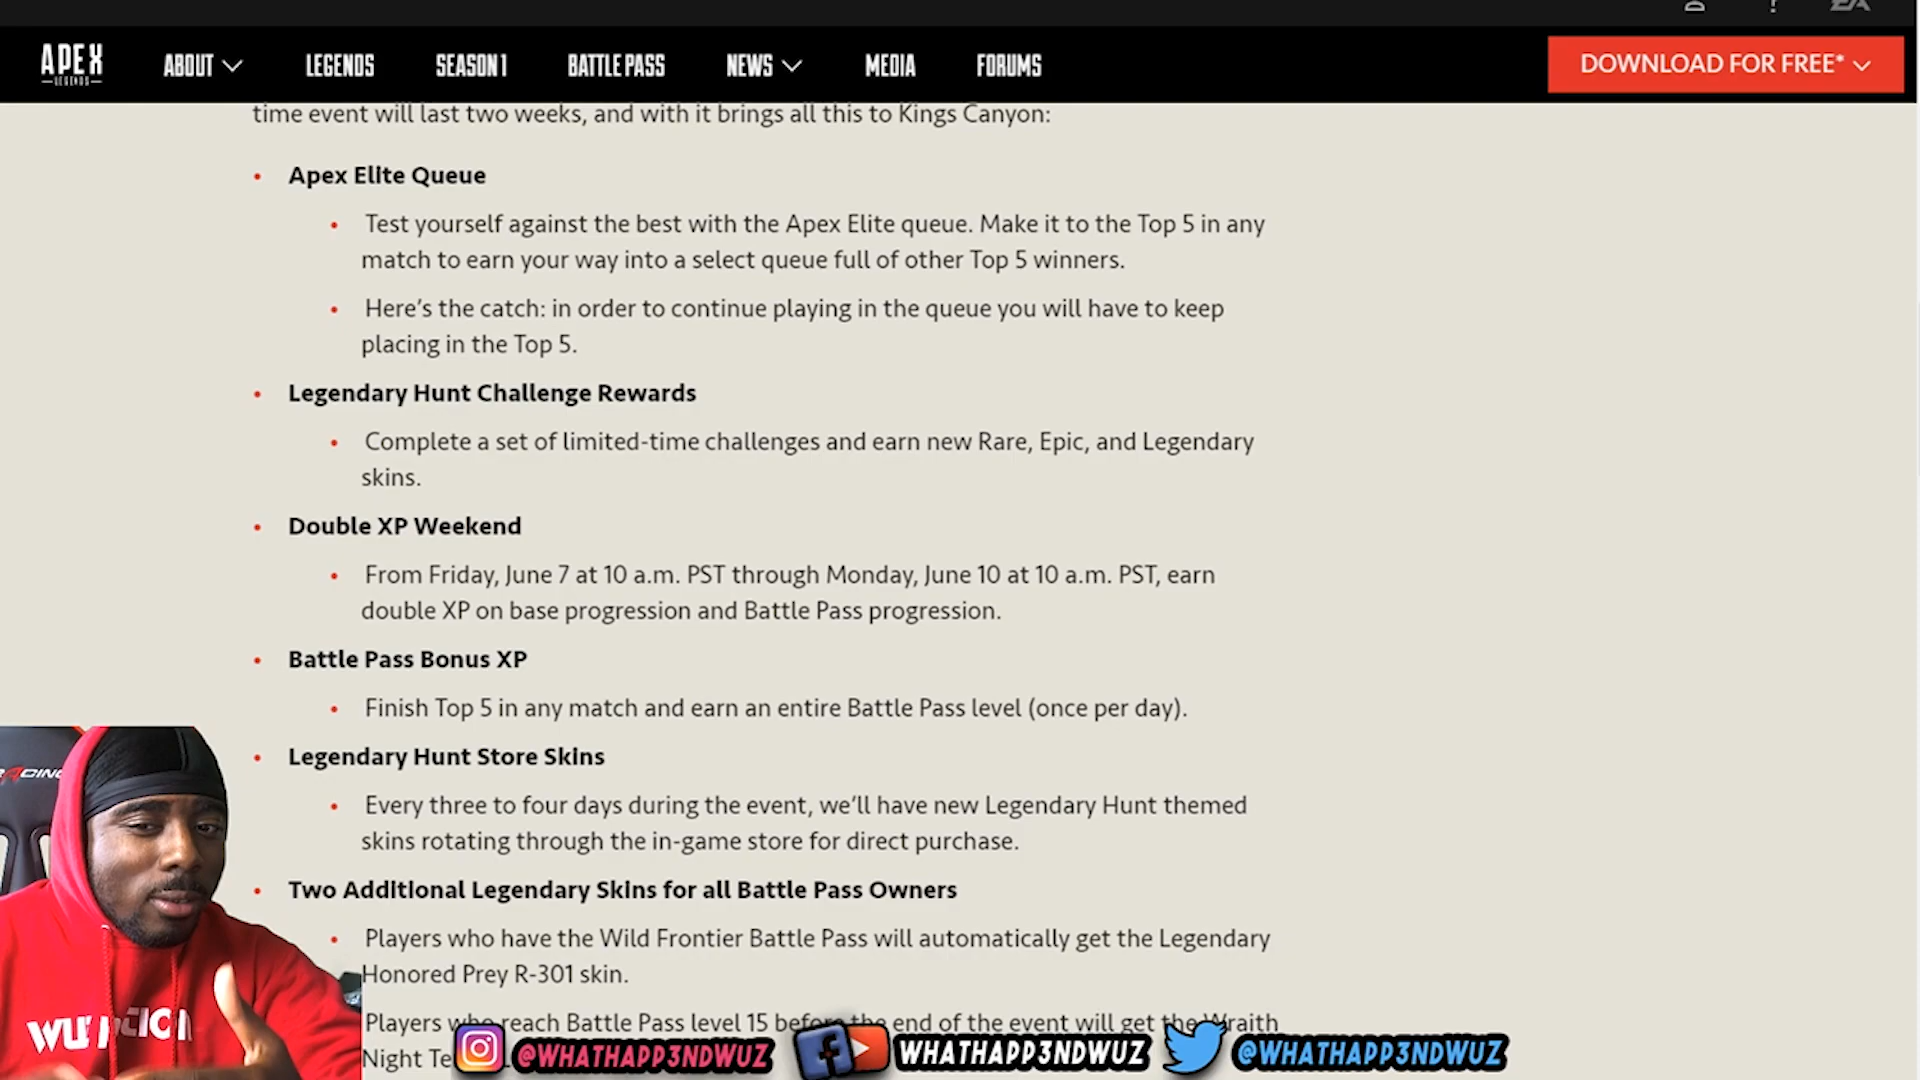 EA
APEX
LEGENDS
ABOUT
LEGENDS
SEASON 1
BATTLE PASS
NEWS
MEDIA
FORUMS
DOWNLOAD FOR FREE*
time event will last two weeks, and with it brings all this to Kings Canyon:
• Apex Elite Queue
• Test yourself against the best with the Apex Elite queue. Make it to the Top 5 in any
match to earn your way into a select queue full of other Top 5 winners.
• Here's the catch: in order to continue playing in the queue you will have to keep
placing in the Top 5.
• Legendary Hunt Challenge Rewards
• Complete a set of limited-time challenges and earn new Rare, Epic, and Legendary
skins.
• Double XP Weekend
• From Friday, June 7 at 10 a.m. PST through Monday, June 10 at 10 a.m. PST, earn
double XP on base progression and Battle Pass progression.
• Battle Pass Bonus XP
• Finish Top 5 in any match and earn an entire Battle Pass level (once per day).
• Legendary Hunt Store Skins
• Every three to four days during the event, we'll have new Legendary Hunt themed
skins rotating through the in-game store for direct purchase.
• Two Additional Legendary Skins for all Battle Pass Owners
• Players who have the Wild Frontier Battle Pass will automatically get the Legendary
Honored Prey R-301 skin.
Players who reach Battle Pass level 15 before the end of the event will get the Wraith
Night
@WHATHAPP3NDWUZ
WHATHAPP3NDWUZ
@WHATHAPP3NDWUZ